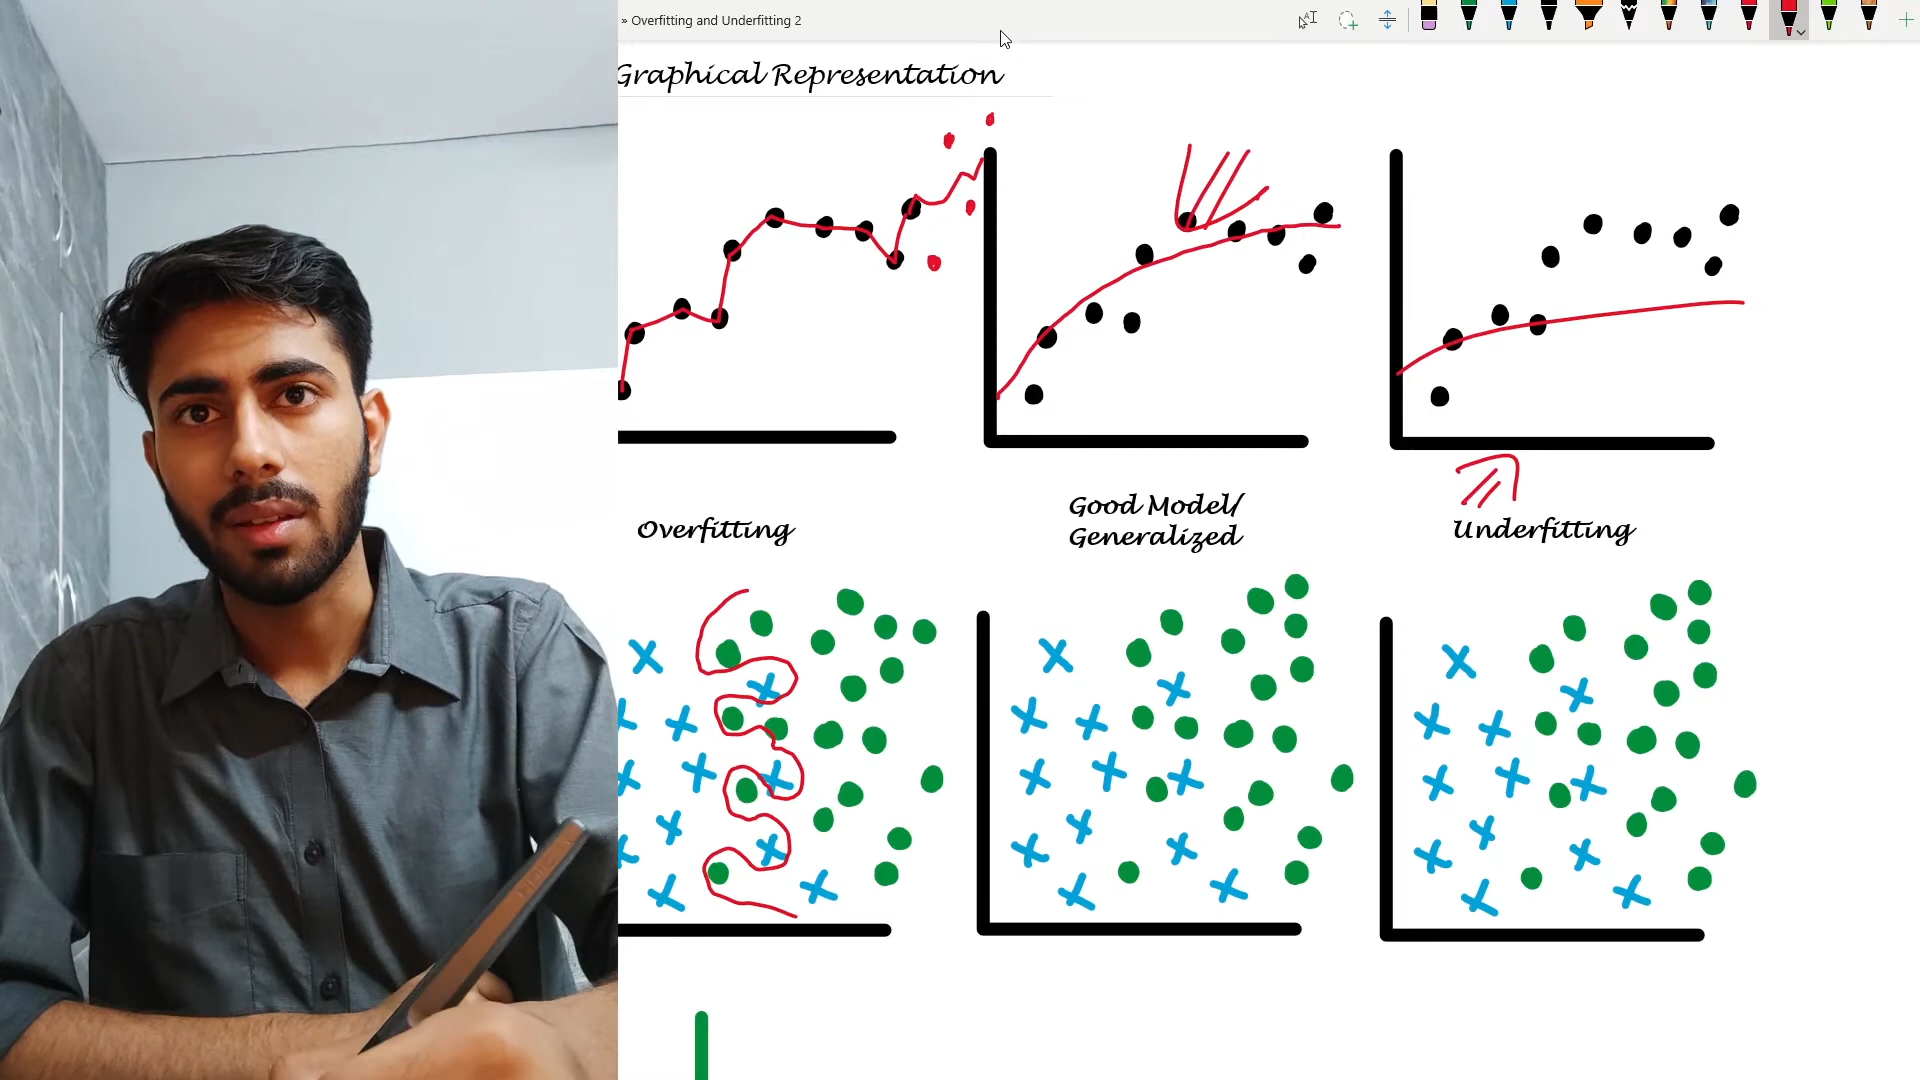 » Overfitting and Underfitting 2
Graphical Representation
Overfitting
Good Model/
Generalized
Underfitting